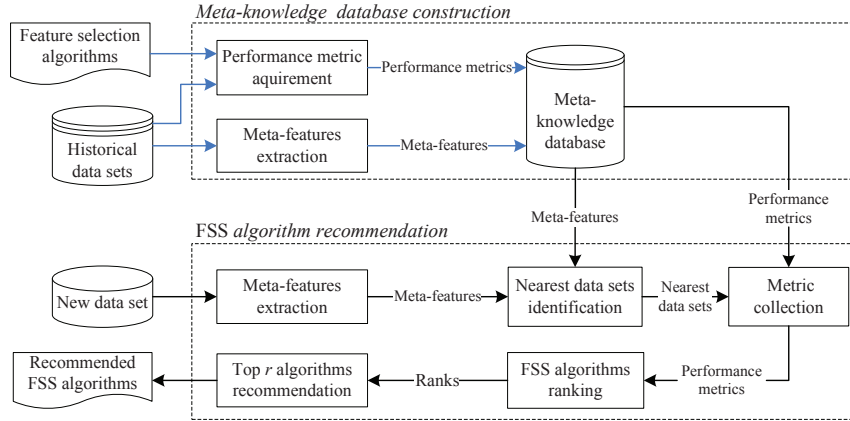 Meta-knowledge database construction
Feature selection
algorithms
Performance metric
aquirement
Performance metrics
Meta-
knowledge
database
Historical
data sets
Meta-features
extraction
Meta-features
Meta-features
Performance
metrics
FSS algorithm recommendation
New data set
Meta-features
extraction
Meta-features
Nearest data sets
identification
Nearest
data sets
Metric
collection
Recommended
FSS algorithms
Top r algorithms
recommendation
Ranks
FSS algorithms
ranking
Performance
metrics